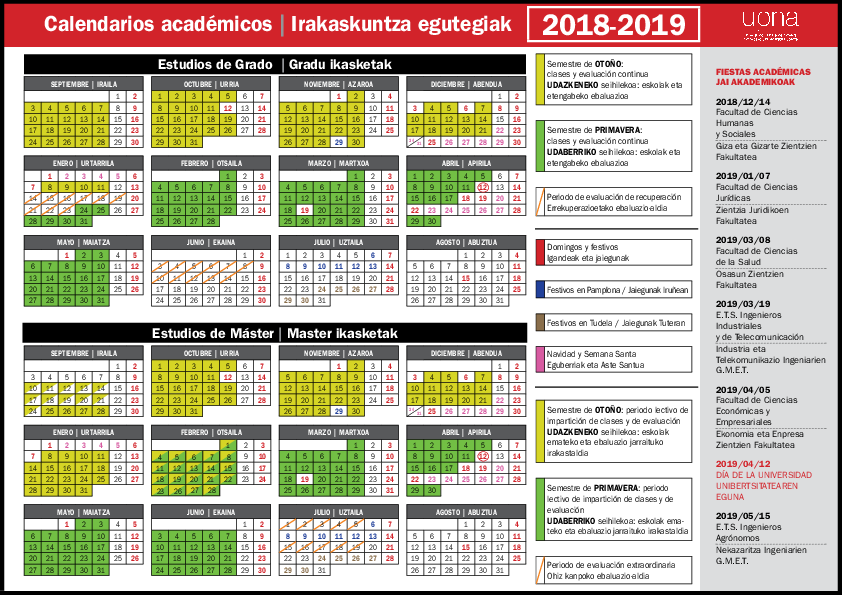 Calendarios académicos | Irakaskuntza egutegiak
2018-2019
Estudios de Grado | Gradu ikasketak
SEPTIEMBRE | IRAILA
1 2
3 4 5 6 7 8 9
10 11 12 13 14 15 16
17 18 19 20 21 22 23
24 25 26 27 28 29 30
OCTUBRE | URRIA
1 2 3 4 5 6 7
8 9 10 11 12 13 14
15 16 17 18 19 20 21
22 23 24 25 26 27 28
29 30 31
NOVIEMBRE | AZAROA
1 2 3 4
5 6 7 8 9 10 11
12 13 14 15 16 17 18
19 20 21 22 23 24 25
26 27 28 29 30
DICIEMBRE | ABENDUA
1 2
3 4 5 6 7 8 9
10 11 12 13 14 15 16
17 18 19 20 21 22 23
24 31 25 26 27 28 29 30
ENERO | URTARRILA
1 2 3 4 5 6
7 8 9 10 11 12 13
14 15 16 17 18 19 20
21 22 23 24 25 26 27
28 29 30 31
FEBRERO | OTSAILA
1 2 3
4 5 6 7 8 9 10
11 12 13 14 15 16 17
18 19 20 21 22 23 24
25 26 27 28
MARZO | MARTXOA
1 2 3
4 5 6 7 8 9 10
11 12 13 14 15 16 17
18 19 20 21 22 23 24
25 26 27 28 29 30 31
ABRIL | APIRILA
1 2 3 4 5 6 7
8 9 10 11 12 13 14
15 16 17 18 19 20 21
22 23 24 25 26 27 28
29 30
MAYO | MAIATZA
1 2 3 4 5
6 7 8 9 10 11 12
13 14 15 16 17 18 19
20 21 22 23 24 25 26
27 28 29 30 31
JUNIO | EKAINA
1 2
3 4 5 6 7 8 9
10 11 12 13 14 15 16
17 18 19 20 21 22 23
24 25 26 27 28 29 30
JULIO | UZTAILA
1 2 3 4 5 6 7
8 9 10 11 12 13 14
15 16 17 18 19 20 21
22 23 24 25 26 27 28
29 30 31
AGOSTO | ABUZTUA
1 2 3 4
5 6 7 8 9 10 11
12 13 14 15 16 17 18
19 20 21 22 23 24 25
26 27 28 29 30 31
Estudios de Máster | Master ikasketak
SEPTIEMBRE | IRAILA
1 2
3 4 5 6 7 8 9
10 11 12 13 14 15 16
17 18 19 20 21 22 23
24 25 26 27 28 29 30
OCTUBRE | URRIA
1 2 3 4 5 6 7
8 9 10 11 12 13 14
15 16 17 18 19 20 21
22 23 24 25 26 27 28
29 30 31
NOVIEMBRE | AZAROA
1 2 3 4
5 6 7 8 9 10 11
12 13 14 15 16 17 18
19 20 21 22 23 24 25
26 27 28 29 30
DICIEMBRE | ABENDUA
1 2
3 4 5 6 7 8 9
10 11 12 13 14 15 16
17 18 19 20 21 22 23
24 31 25 26 27 28 29 30
ENERO | URTARRILA
1 2 3 4 5 6
7 8 9 10 11 12 13
14 15 16 17 18 19 20
21 22 23 24 25 26 27
28 29 30 31
FEBRERO | OTSAILA
1 2 3
4 5 6 7 8 9 10
11 12 13 14 15 16 17
18 19 20 21 22 23 24
25 26 27 28
MARZO | MARTXOA
1 2 3
4 5 6 7 8 9 10
11 12 13 14 15 16 17
18 19 20 21 22 23 24
25 26 27 28 29 30 31
ABRIL | APIRILA
1 2 3 4 5 6 7
8 9 10 11 12 13 14
15 16 17 18 19 20 21
22 23 24 25 26 27 28
29 30
MAYO | MAIATZA
1 2 3 4 5
6 7 8 9 10 11 12
13 14 15 16 17 18 19
20 21 22 23 24 25 26
27 28 29 30 31
JUNIO | EKAINA
1 2
3 4 5 6 7 8 9
10 11 12 13 14 15 16
17 18 19 20 21 22 23
24 25 26 27 28 29 30
JULIO | UZTAILA
1 2 3 4 5 6 7
8 9 10 11 12 13 14
15 16 17 18 19 20 21
22 23 24 25 26 27 28
29 30 31
AGOSTO | ABUZTUA
1 2 3 4
5 6 7 8 9 10 11
12 13 14 15 16 17 18
19 20 21 22 23 24 25
26 27 28 29 30 31
Semestre de OTOÑO:
clases y evaluación continua
UDAZKENEKO seihilekoa: eskolak eta
etengabeko ebaluazioa
Semestre de PRIMAVERA:
clases y evaluación continua
UDABERRIKO seihilekoa: eskolak eta
etengabeko ebaluazioa
Periodo de evaluación de recuperación
Errekuperazioetako ebaluazio-aldia
Domingos y festivos
Igandeak eta jaiegunak
Festivos en Pamplona / Jaiegunak Iruñean
Festivos en Tudela / Jaiegunak Tuteran
Navidad y Semana Santa
Eguberriak eta Aste Santua
Semestre de OTOÑO: periodo lectivo de
impartición de clases y de evaluación
UDAZKENEKO seihilekoa: eskolak
emateko eta ebaluazio jarraituko
irakastaldia
Semestre de PRIMAVERA: periodo
lectivo de impartición de clases y de
evaluación
UDABERRIKO seihilekoa: eskolak ema-
teko eta ebaluazio jarraituko irakastaldia
Periodo de evaluación extraordinaria
Ohiz kanpoko ebaluazio-aldia
FIESTAS ACADÉMICAS
JAI AKADEMIKOAK
2018/12/14
Facultad de Ciencias
Humanas
y Sociales
Giza eta Gizarte Zientzien
Fakultatea
2019/01/07
Facultad de Ciencias
Jurídicas
Zientzia Juridikoen
Fakultatea
2019/03/08
Facultad de Ciencias
de la Salud
Osasun Zientzien
Fakultatea
2019/03/19
E.T.S. Ingenieros
Industriales
y de Telecomunicación
Industria eta
Telekomunikazio Ingeniarien
G.M.E.T.
2019/04/05
Facultad de Ciencias
Económicas y
Empresariales
Ekonomia eta Enpresa
Zientzien Fakultatea
2019/04/12
DÍA DE LA UNIVERSIDAD
UNIBERTSITATEAREN
EGUNA
2019/05/15
E.T.S. Ingenieros
Agrónomos
Nekazaritza Ingeniarien
G.M.E.T.